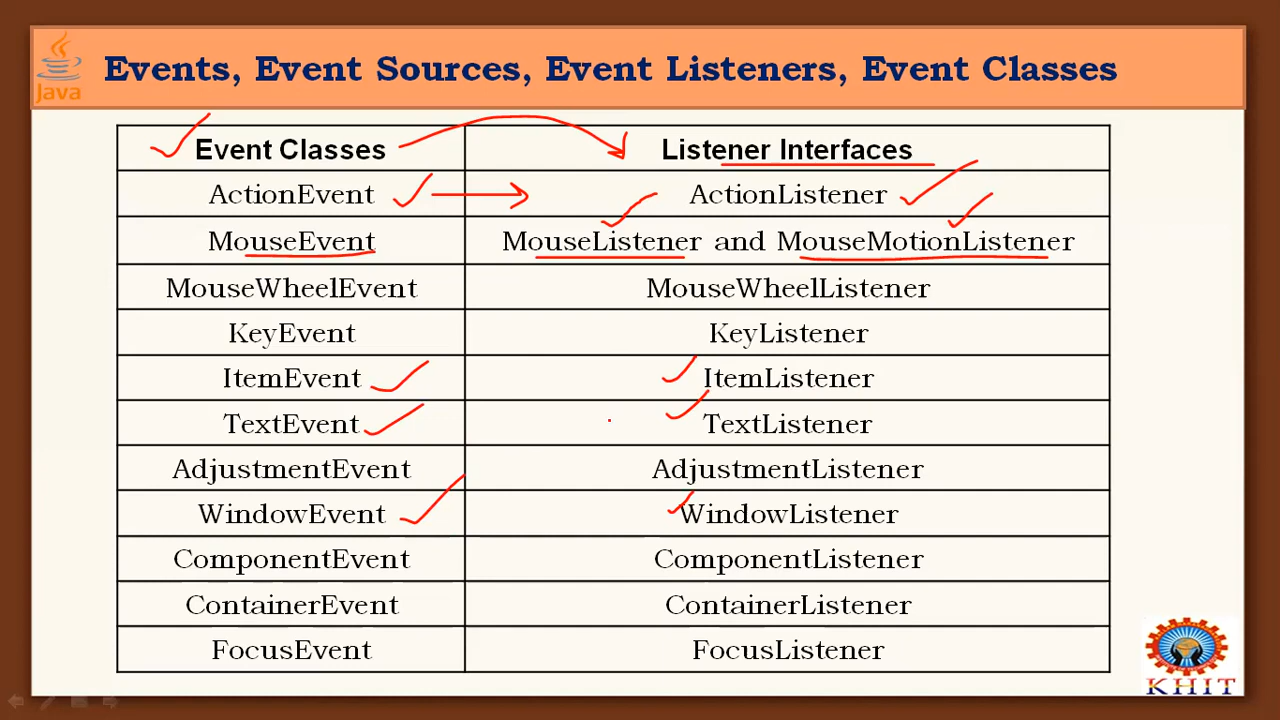 Java
Events, Event Sources, Event Listeners, Event Classes
Event Classes Listener Interfaces
ActionEvent ActionListener
MouseEvent MouseListener and MouseMotionListener
MouseWheelEvent MouseWheelListener
KeyEvent KeyListener
ItemEvent ItemListener
TextEvent TextListener
AdjustmentEvent AdjustmentListener
WindowEvent WindowListener
ComponentEvent ComponentListener
ContainerEvent ContainerListener
FocusEvent FocusListener
KHIT